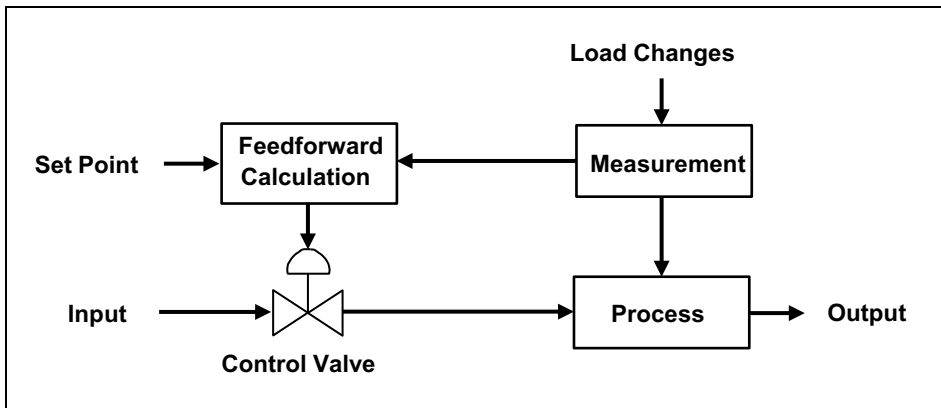 Load Changes
Set Point
Feedforward
Calculation
Measurement
Input
Control Valve
Process
Output